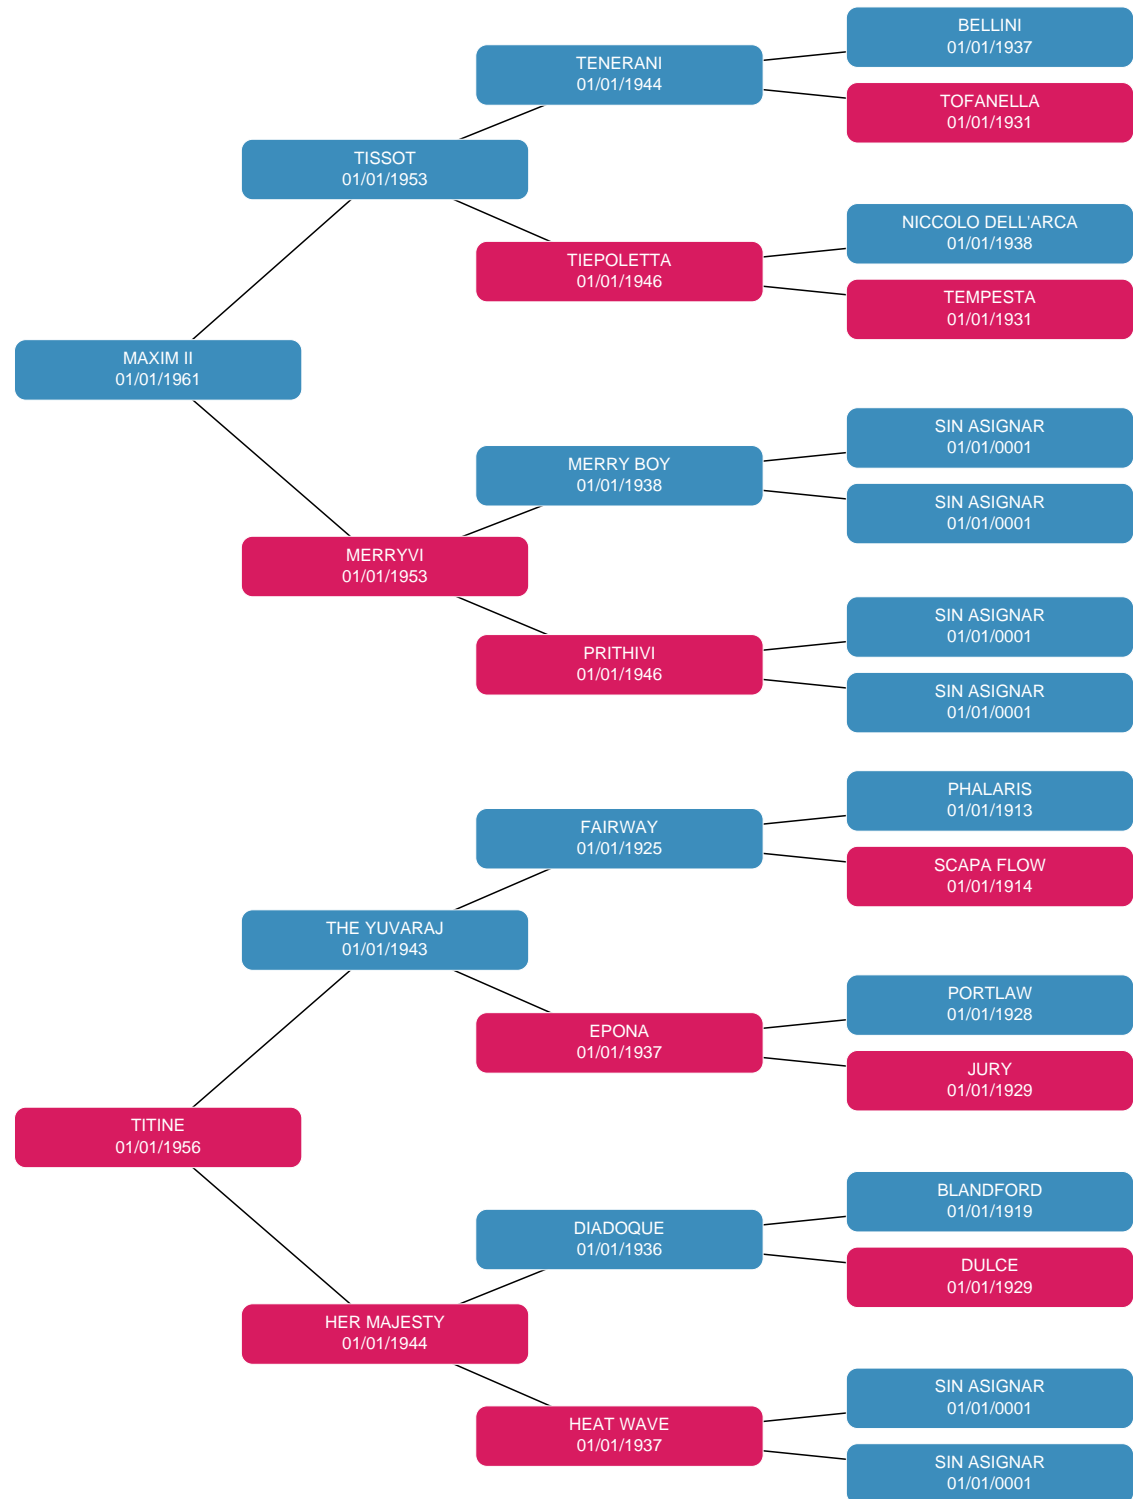 BELLINI
01/01/1937
TENERANI
01/01/1944
TOFANELLA
01/01/1931
TISSOT
01/01/1953
NICCOLO DELL'ARCA
01/01/1938
TIEPOLETTA
01/01/1946
TEMPESTA
01/01/1931
MAXIM II
01/01/1961
SIN ASIGNAR
01/01/0001
MERRY BOY
01/01/1938
SIN ASIGNAR
01/01/0001
MERRYVI
01/01/1953
SIN ASIGNAR
01/01/0001
PRITHIVI
01/01/1946
SIN ASIGNAR
01/01/0001
PHALARIS
01/01/1913
FAIRWAY
01/01/1925
SCAPA FLOW
01/01/1914
THE YUVARAJ
01/01/1943
PORTLAW
01/01/1928
EPONA
01/01/1937
JURY
01/01/1929
TITINE
01/01/1956
BLANDFORD
01/01/1919
DIADOQUE
01/01/1936
DULCE
01/01/1929
HER MAJESTY
01/01/1944
SIN ASIGNAR
01/01/0001
HEAT WAVE
01/01/1937
SIN ASIGNAR
01/01/0001